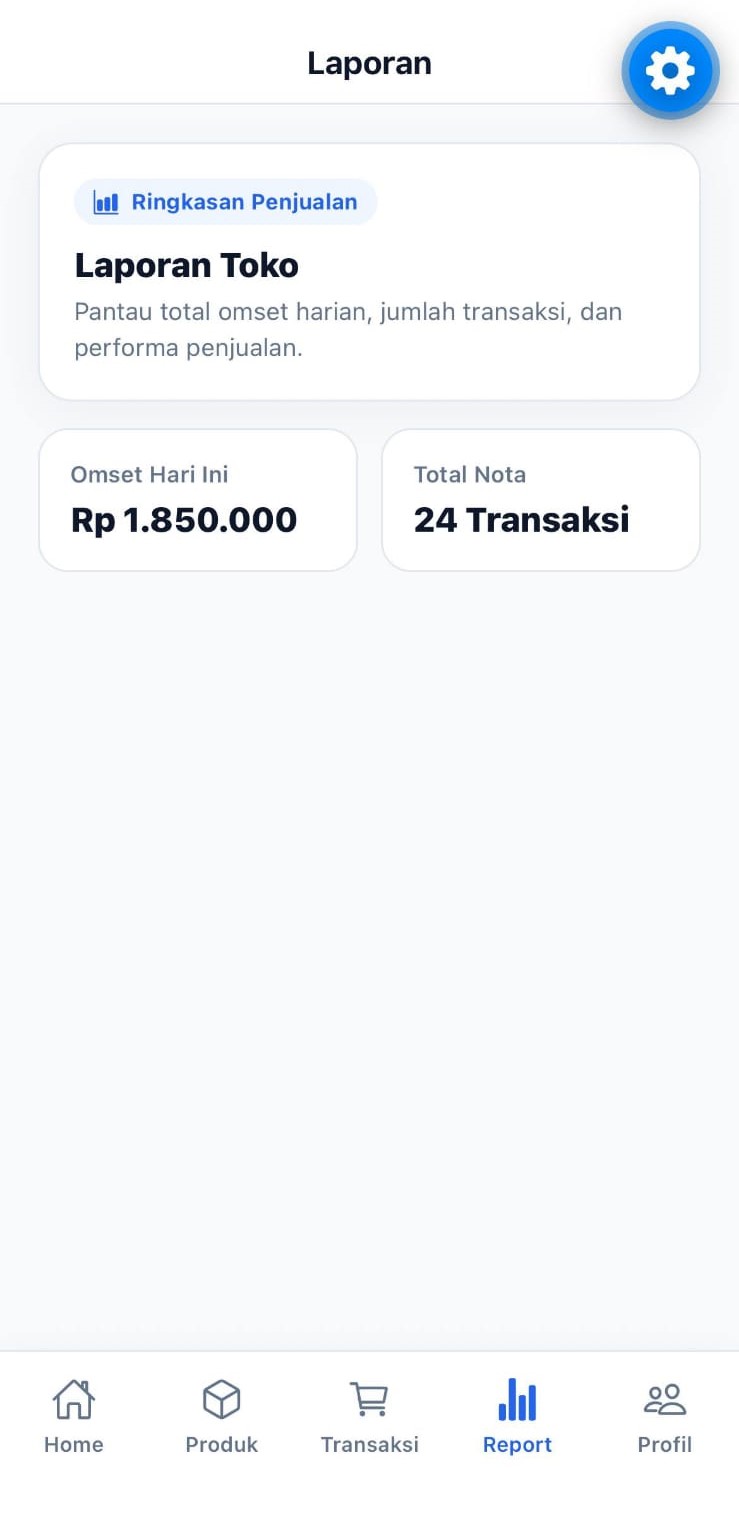 Laporan
Ringkasan Penjualan
Laporan Toko
Pantau total omset harian, jumlah transaksi, dan
performa penjualan.
Omset Hari Ini
Rp 1.850.000
Total Nota
24 Transaksi
Home
Produk
Transaksi
Report
Profil